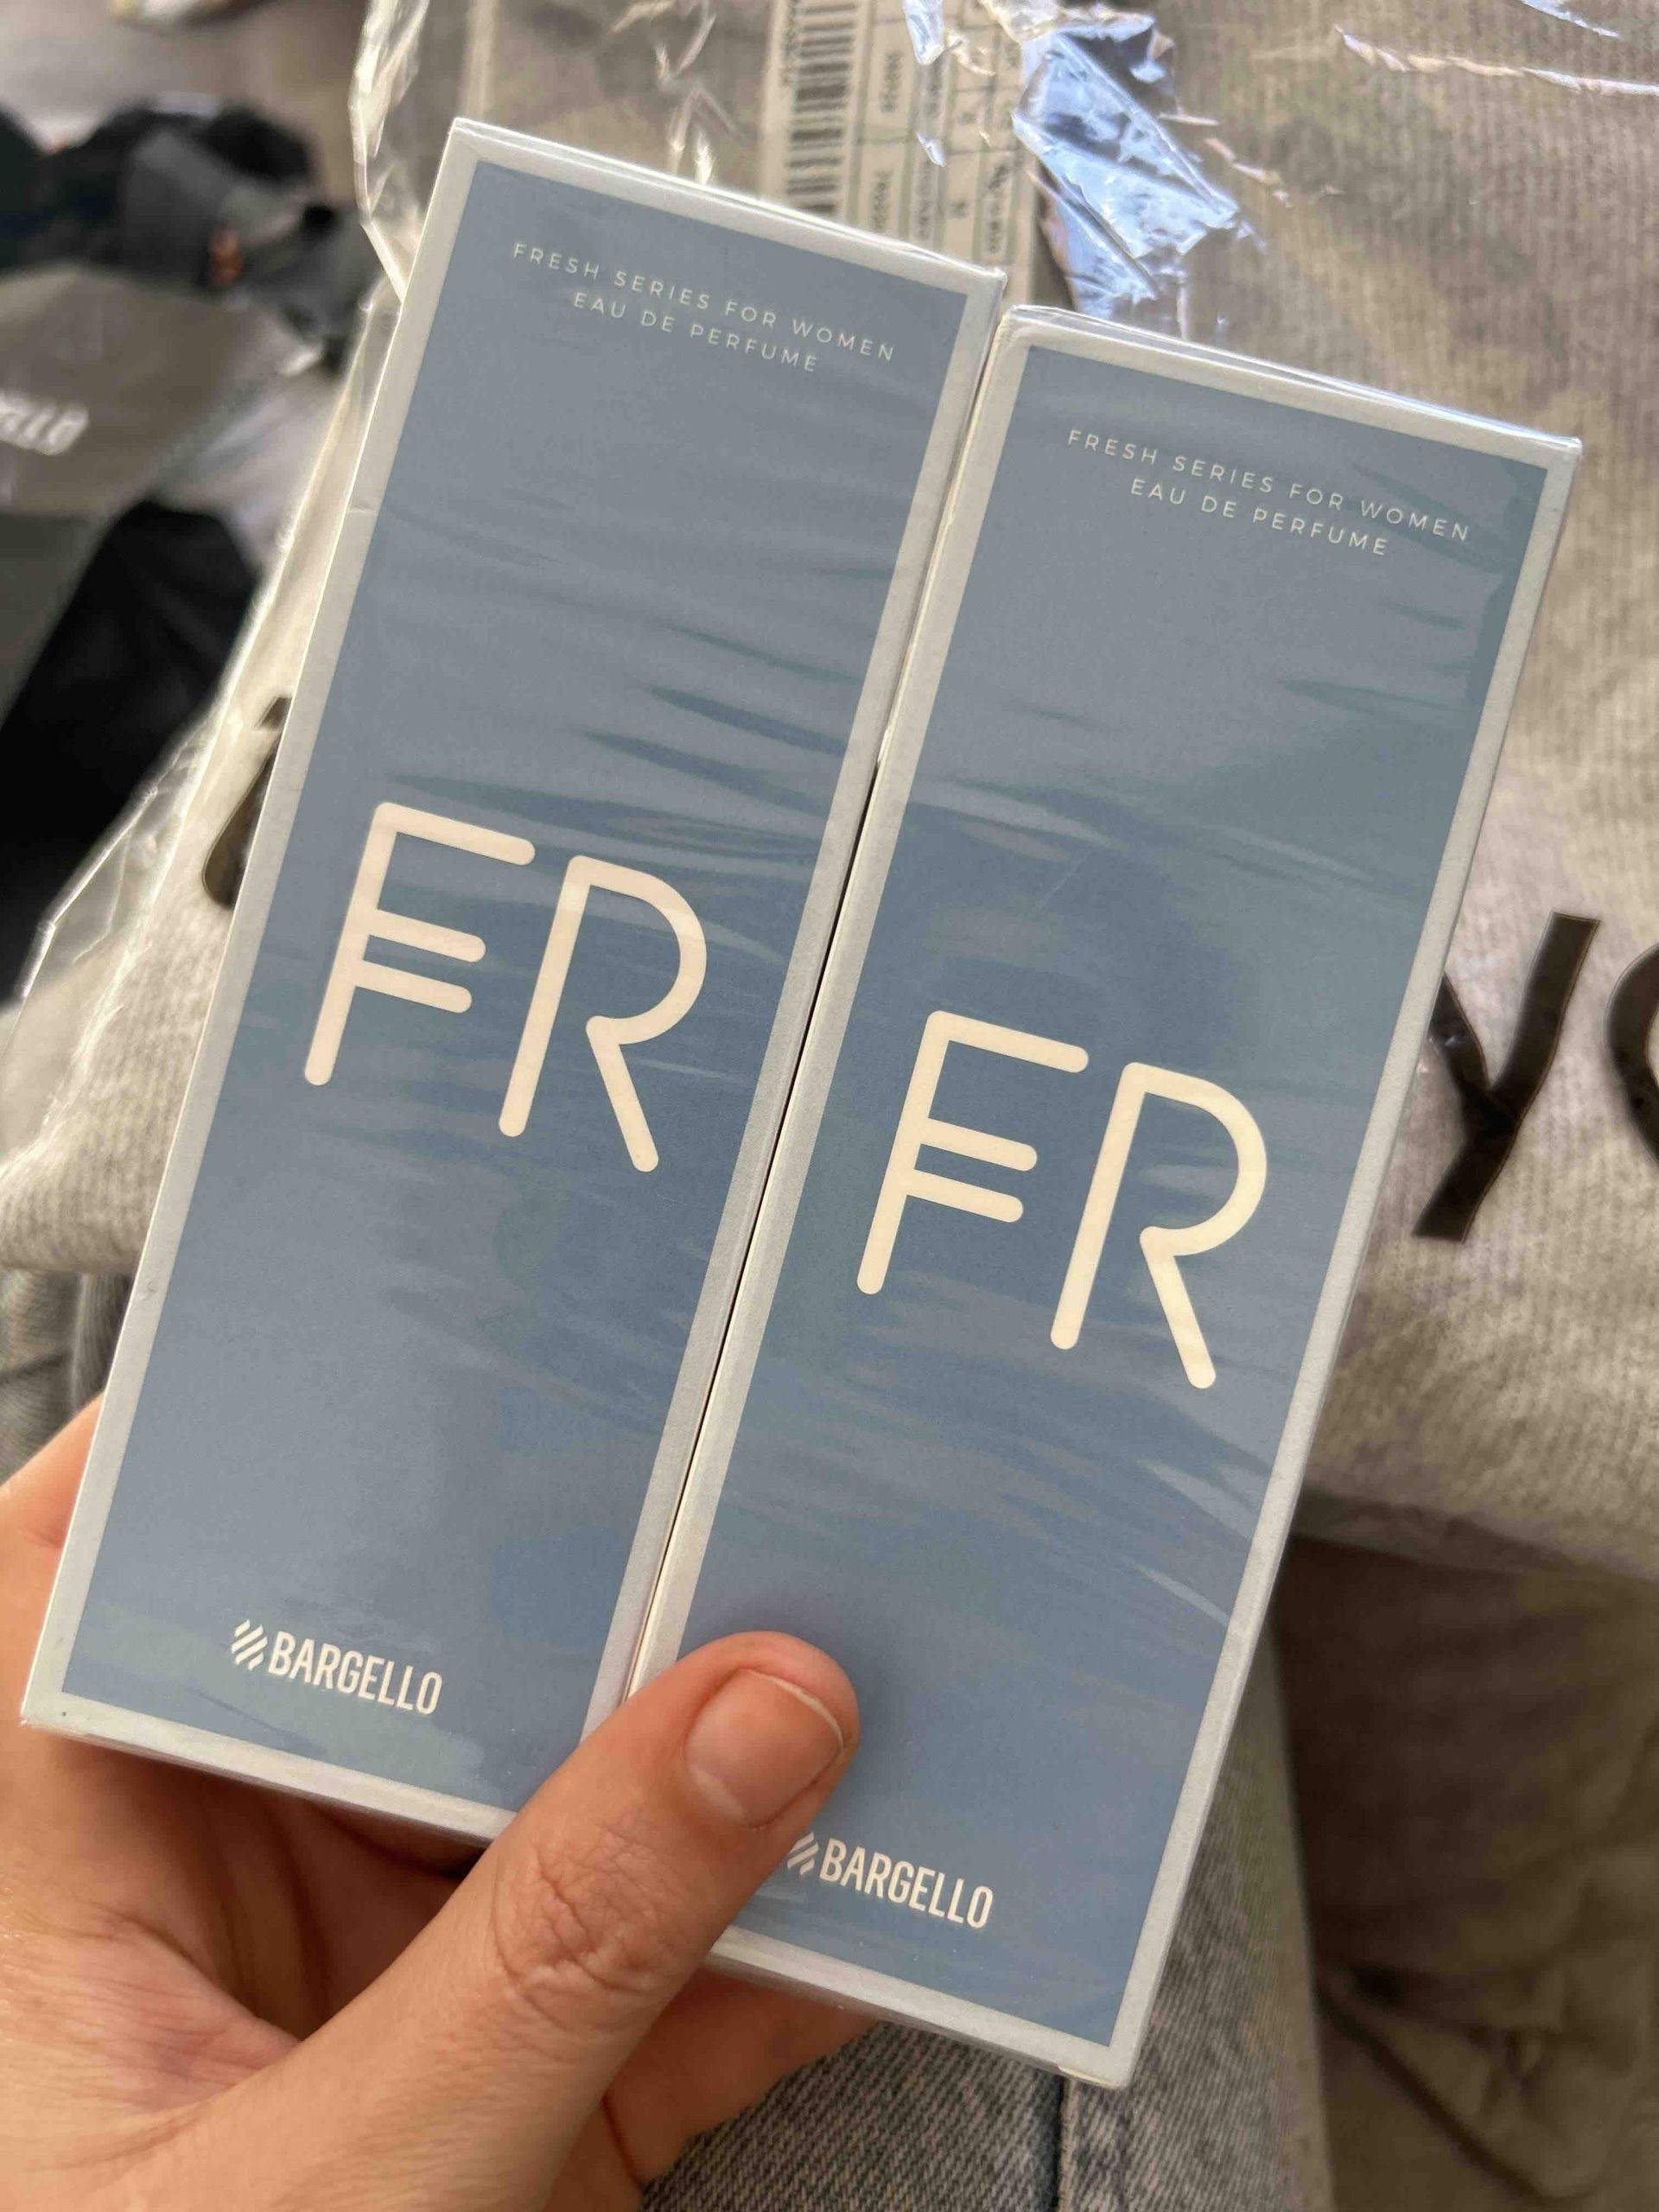 FRESH SERIES FOR WOMEN
EAU DE PERFUME
FR
BARGELLO
FRESH SERIES FOR WOMEN
EAU DE PERFUME
FR
BARGELLO